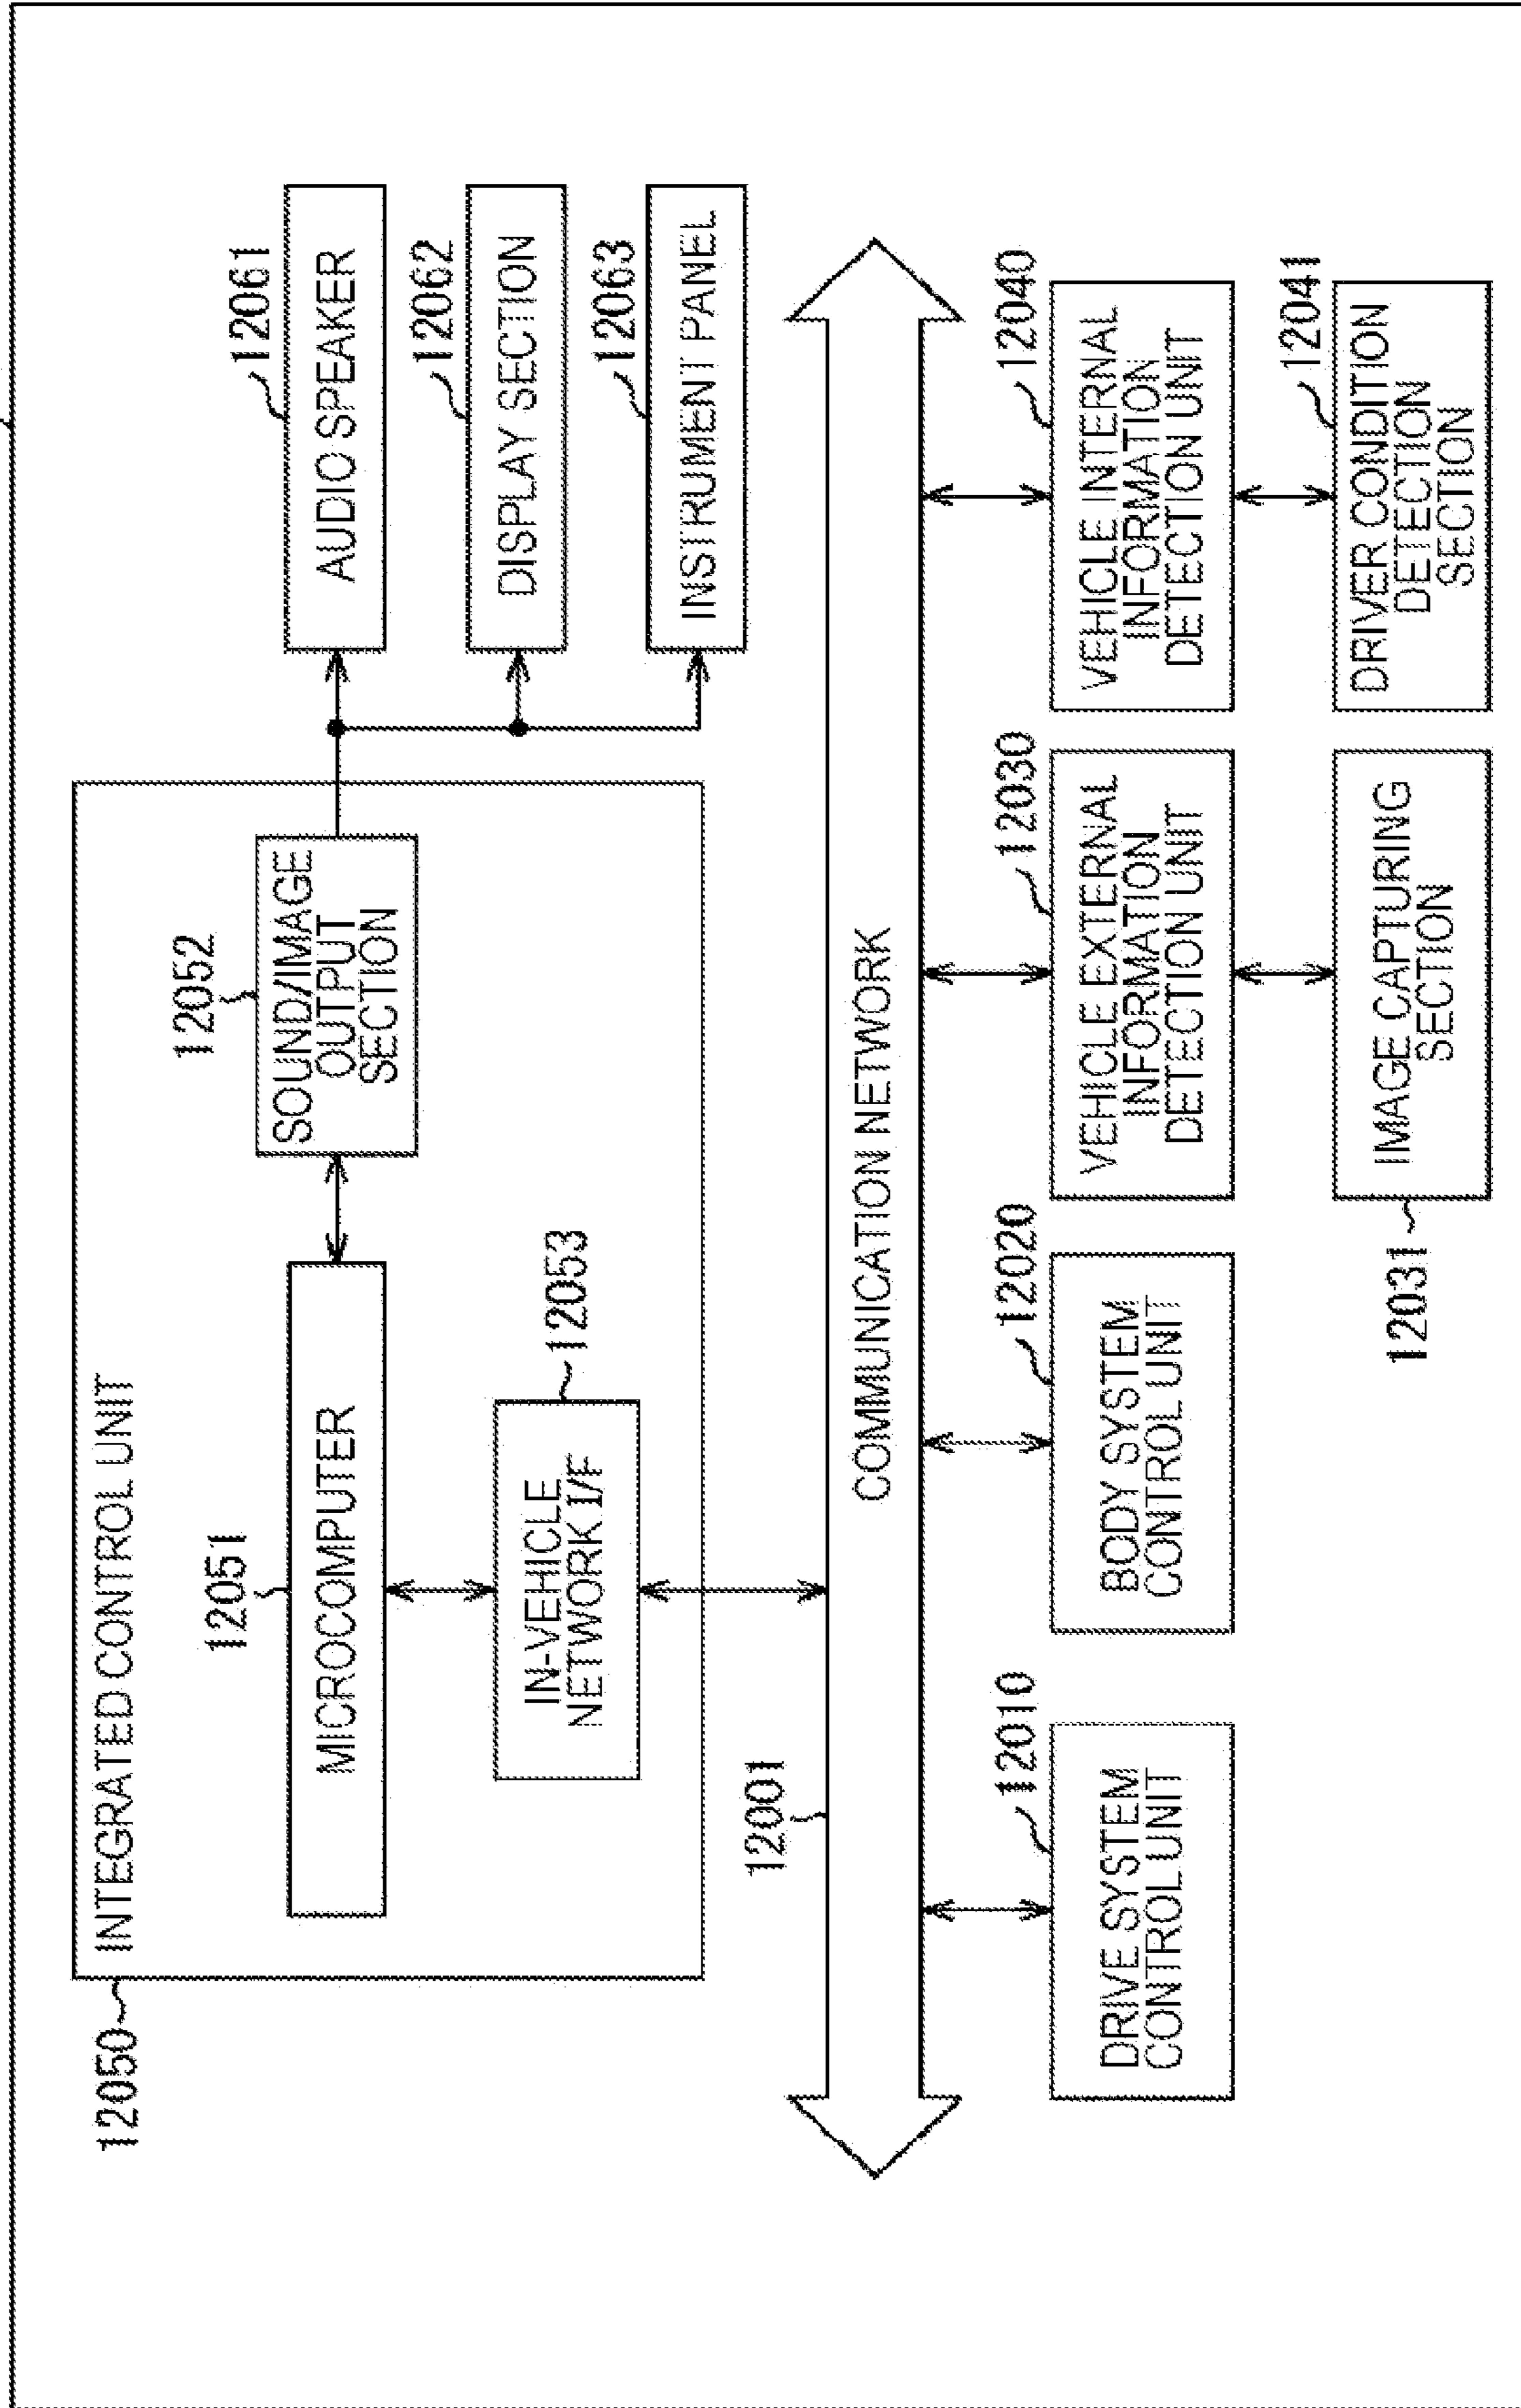 12050
INTEGRATED CONTROL UNIT
12051
MICROCOMPUTER
12052
SOUND/IMAGE
OUTPUT
SECTION
12053
IN-VEHICLE
NETWORK I/F
12061
AUDIO SPEAKER
12062
DISPLAY SECTION
12063
INSTRUMENT PANEL
12001
COMMUNICATION NETWORK
12010
DRIVE SYSTEM
CONTROL UNIT
12020
BODY SYSTEM
CONTROL UNIT
12030
VEHICLE EXTERNAL
INFORMATION
DETECTION UNIT
12040
VEHICLE INTERNAL
INFORMATION
DETECTION UNIT
12031
IMAGE CAPTURING
SECTION
12041
DRIVER CONDITION
DETECTION
SECTION